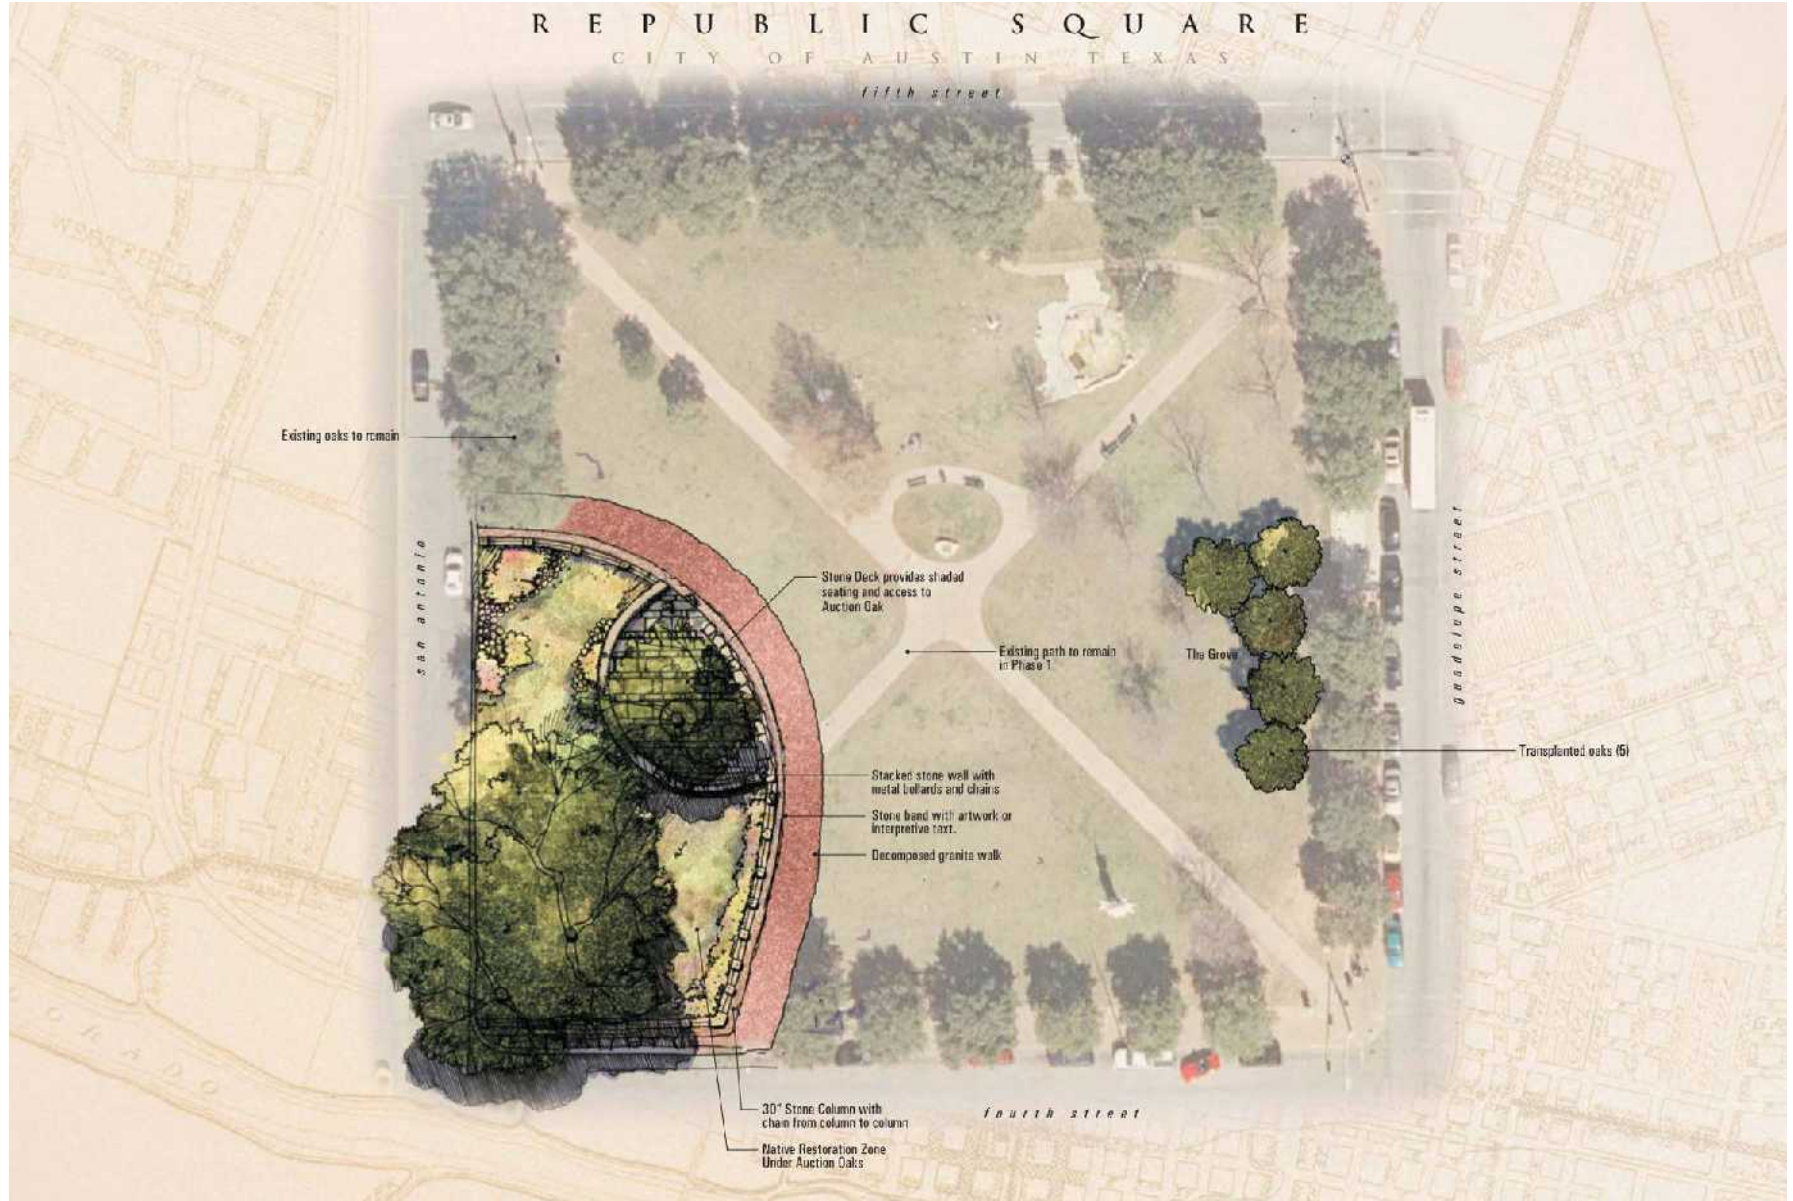 REPUBLIC SQUARE
CITY OF AUSTIN TEXAS
fifth street
Existing oaks to remain
san antonio
Stone Deck provides shaded
seating and access to
Auction Oak
Existing path to remain
in Phase 1
The Grove
guadalupe street
Transplanted oaks (5)
Stacked stone wall with
metal bollards and chains
Stone band with artwork or
interpretive text.
Decomposed granite walk
30" Stone Column with
chain from column to column
fourth street
Native Restoration Zone
Under Auction Oaks